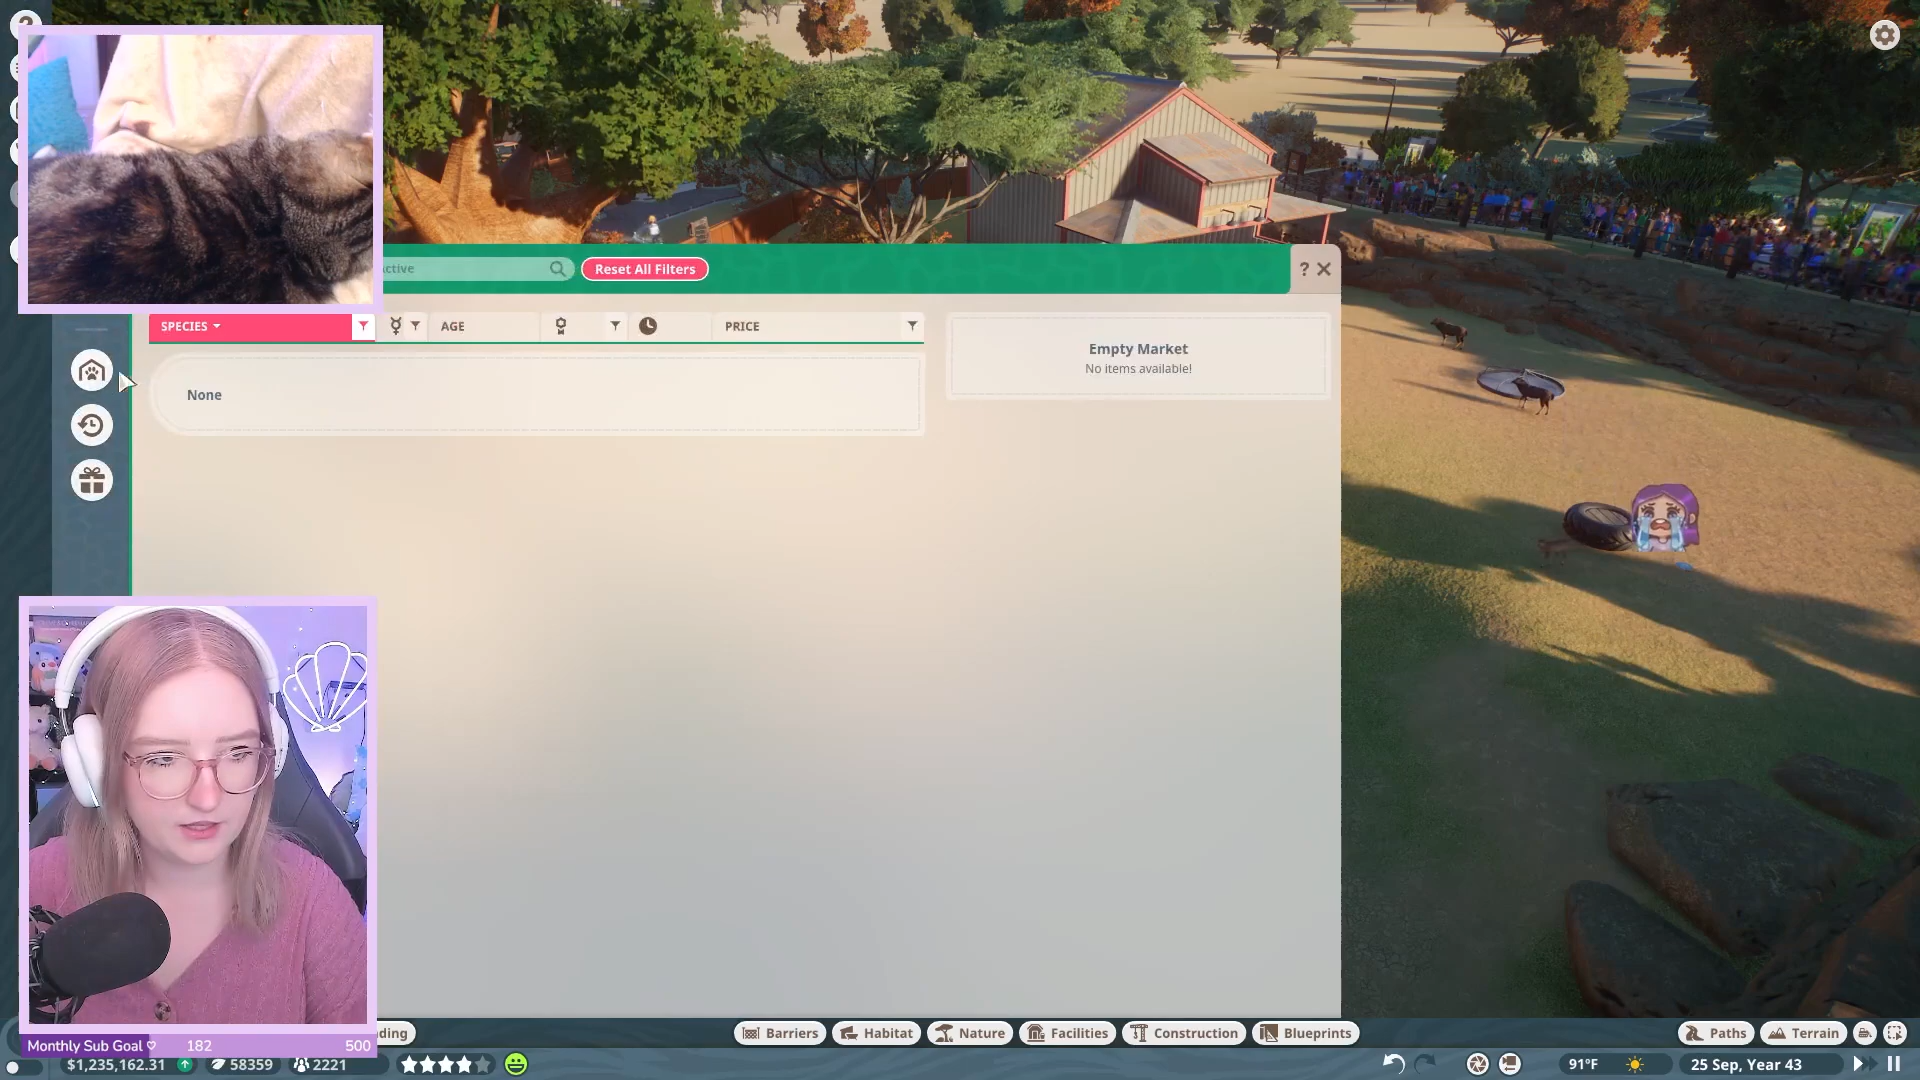 ctive
Reset All Filters
?
SPECIES
AGE
PRICE
None
Empty Market
No items available!
Monthly Sub Goal
182
500
ding
Barriers
Habitat
Nature
Facilities
Construction
Blueprints
Paths
Terrain
$1,235,162.31
58359
2221
91°F
25 Sep, Year 43